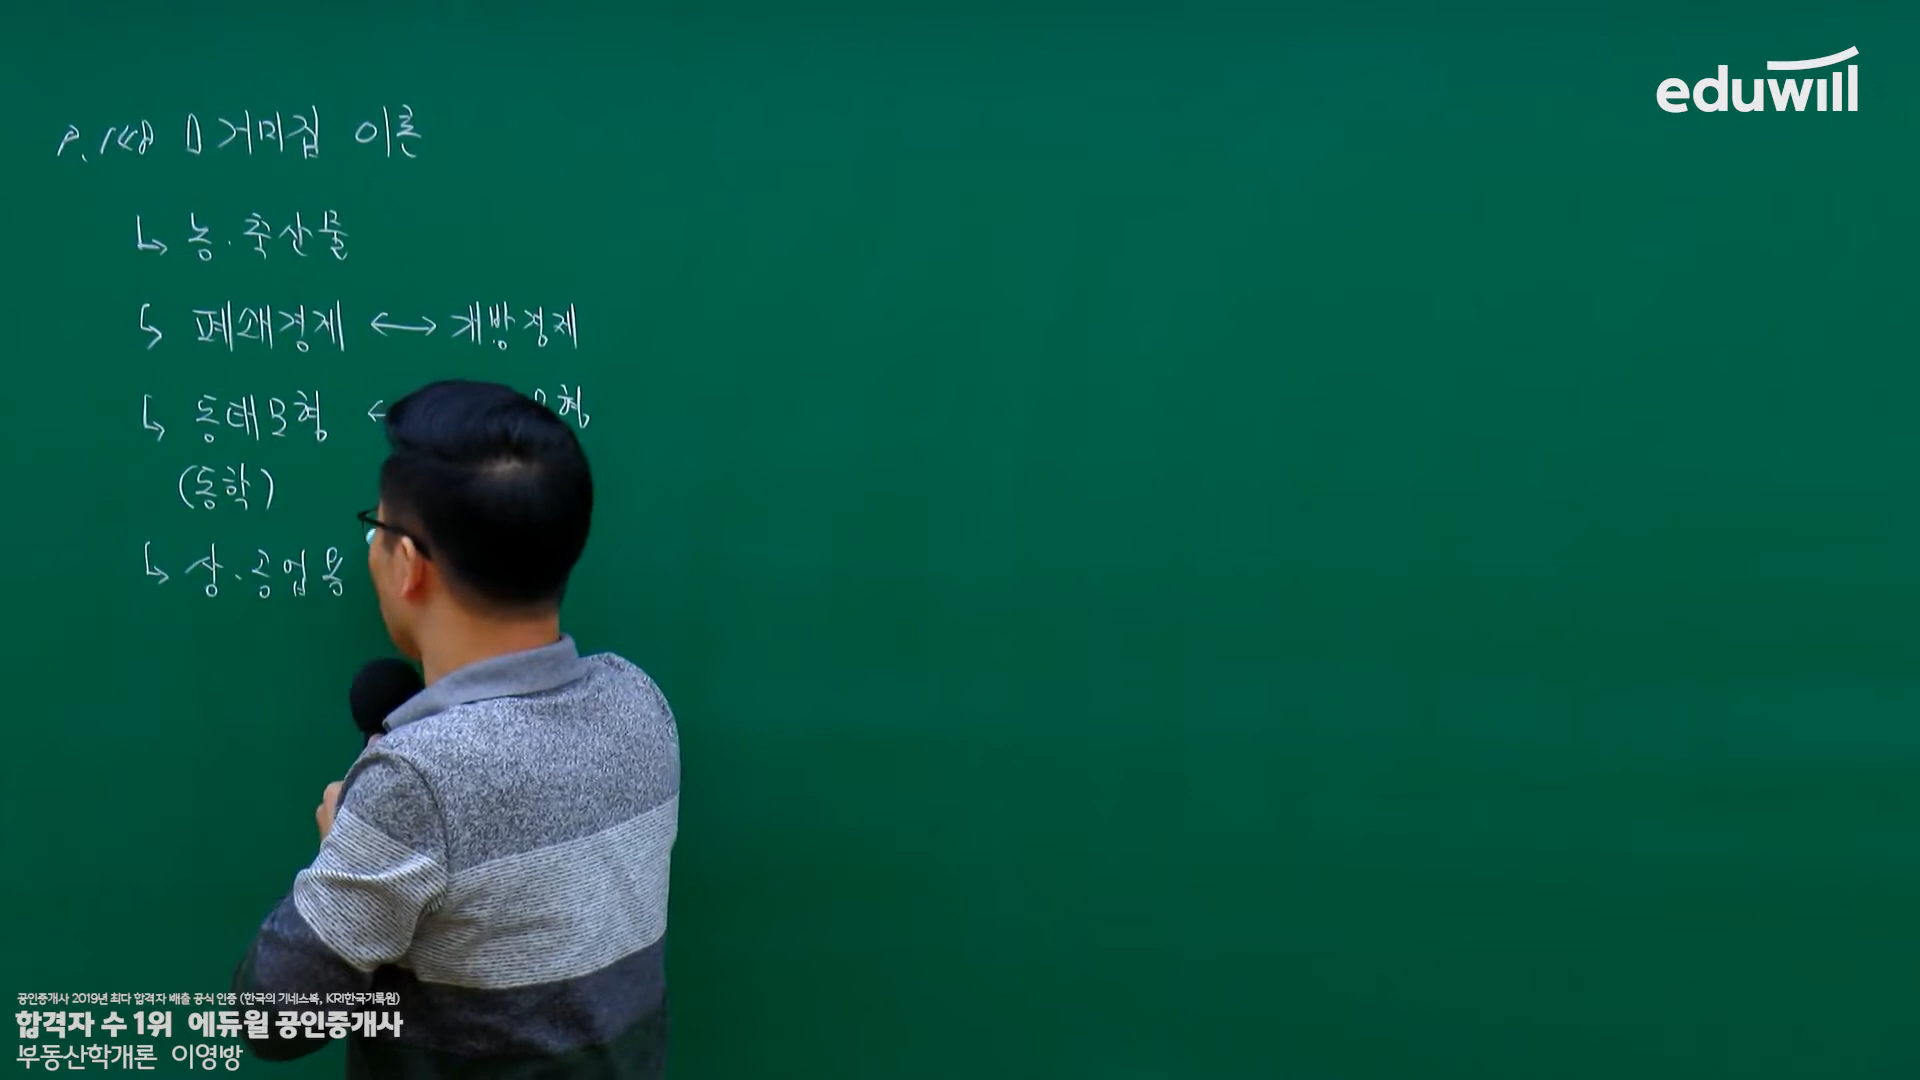 eduwill
P.148 거미집 이론
↳ 농·축산물
↳ 폐쇄경제 ↔ 개방경제
↳ 동태모형 ← 형
(동학)
↳ 상·공업용
공인중개사 2019년 최다 합격자 배출 공식 인증 (한국의 기네스북, KRI한국기록원)
합격자 수 1위 에듀윌 공인중개사
부동산학개론 이영방